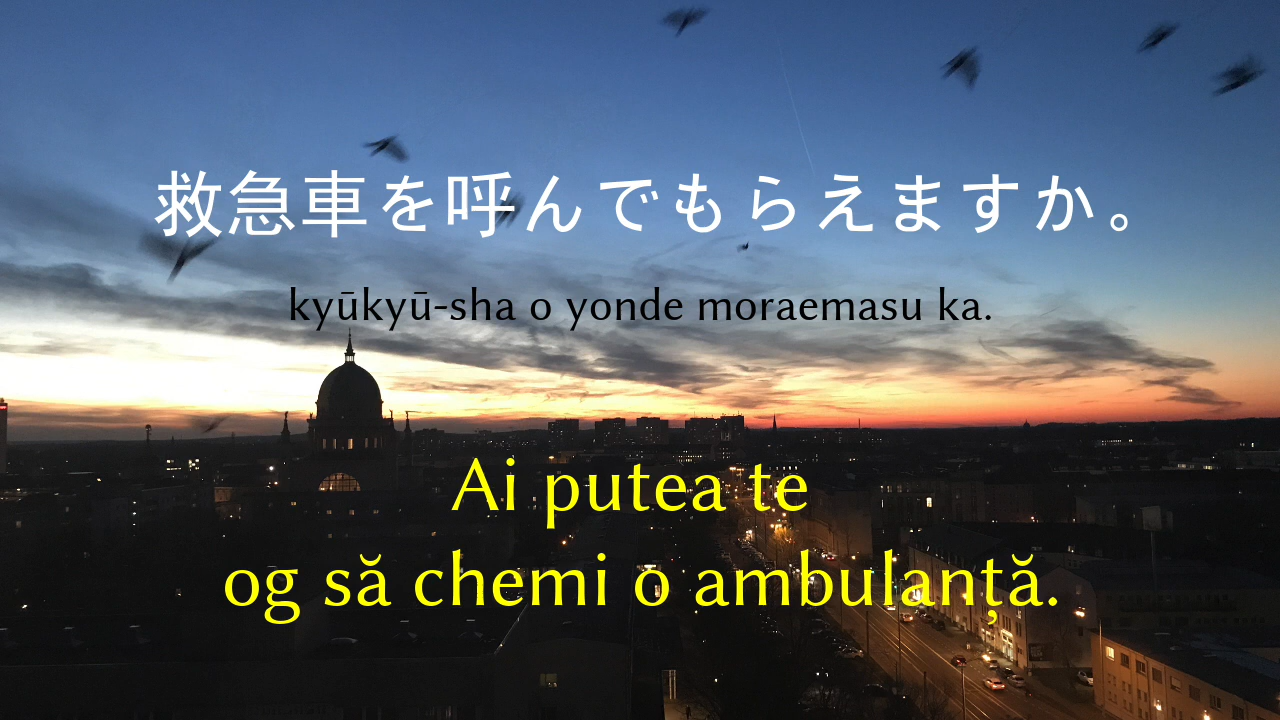 救急車を呼んでもらえますか。
kyūkyū-sha o yonde moraemasu ka.
Ai putea te
og să chemi o ambulanță.